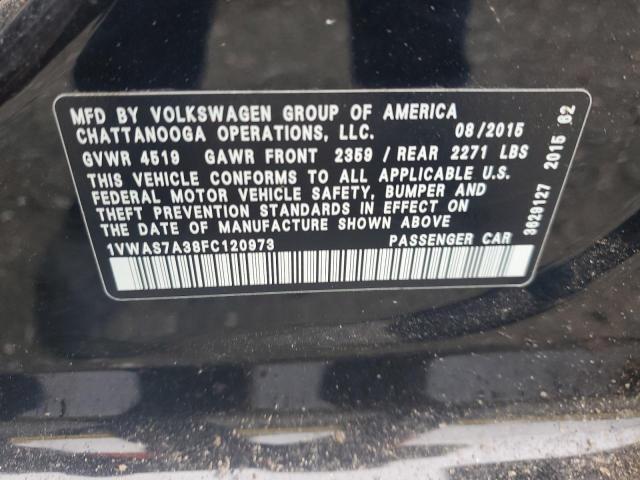 MFD BY VOLKSWAGEN GROUP OF AMERICA
CHATTANOOGA OPERATIONS, LLC. 08/2015
GVWR 4519 GAWR FRONT 2359 / REAR 2271 LBS
THIS VEHICLE CONFORMS TO ALL APPLICABLE U.S.
FEDERAL MOTOR VEHICLE SAFETY, BUMPER AND
THEFT PREVENTION STANDARDS IN EFFECT ON
THE DATE OF MANUFACTURE SHOWN ABOVE
1VWAS7A38FC120973 PASSENGER CAR
3629127 2015 62